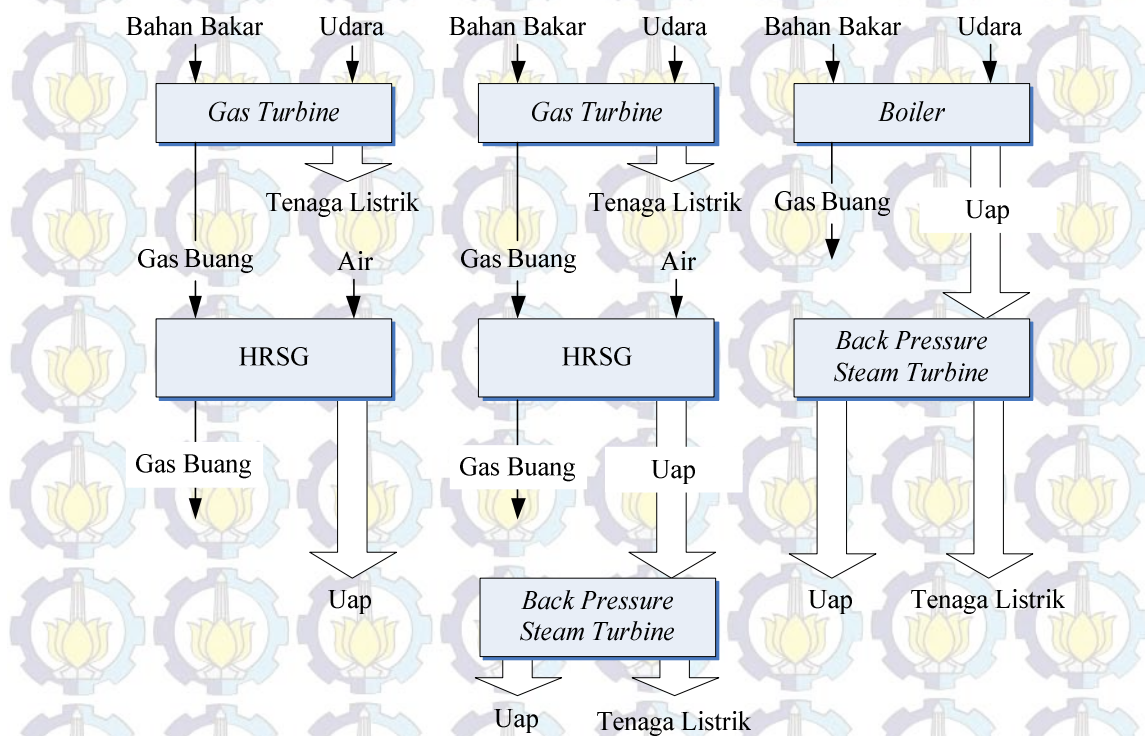 Bahan Bakar Udara Bahan Bakar Udara Bahan Bakar Udara
Gas Turbine Gas Turbine Boiler
Tenaga Listrik Tenaga Listrik Gas Buang Uap
Gas Buang Air Gas Buang Air
HRSG HRSG Back Pressure
Steam Turbine
Gas Buang Gas Buang Uap
Uap Back Pressure Uap Tenaga Listrik
Steam Turbine
Uap Tenaga Listrik